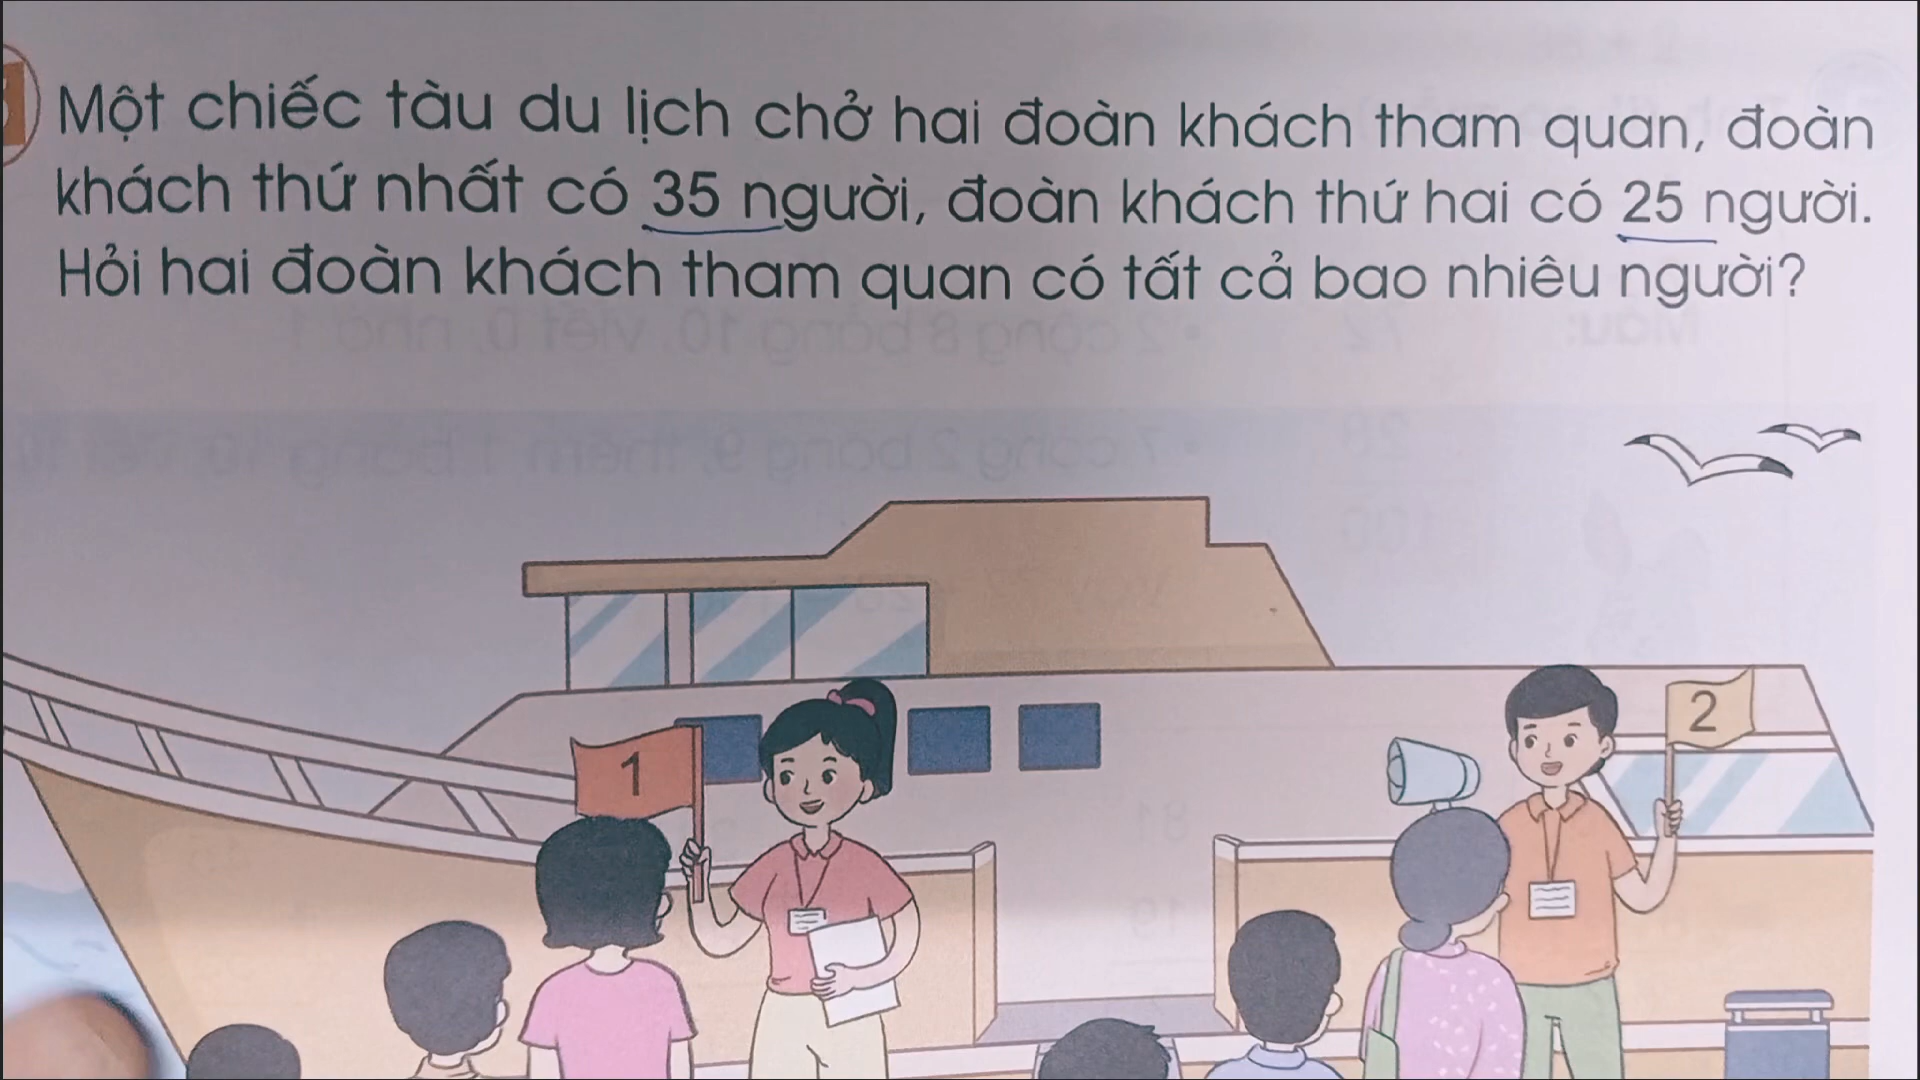 Một chiếc tàu du lịch chở hai đoàn khách tham quan, đoàn
khách thứ nhất có 35 người, đoàn khách thứ hai có 25 người.
Hỏi hai đoàn khách tham quan có tất cả bao nhiêu người?
1
2